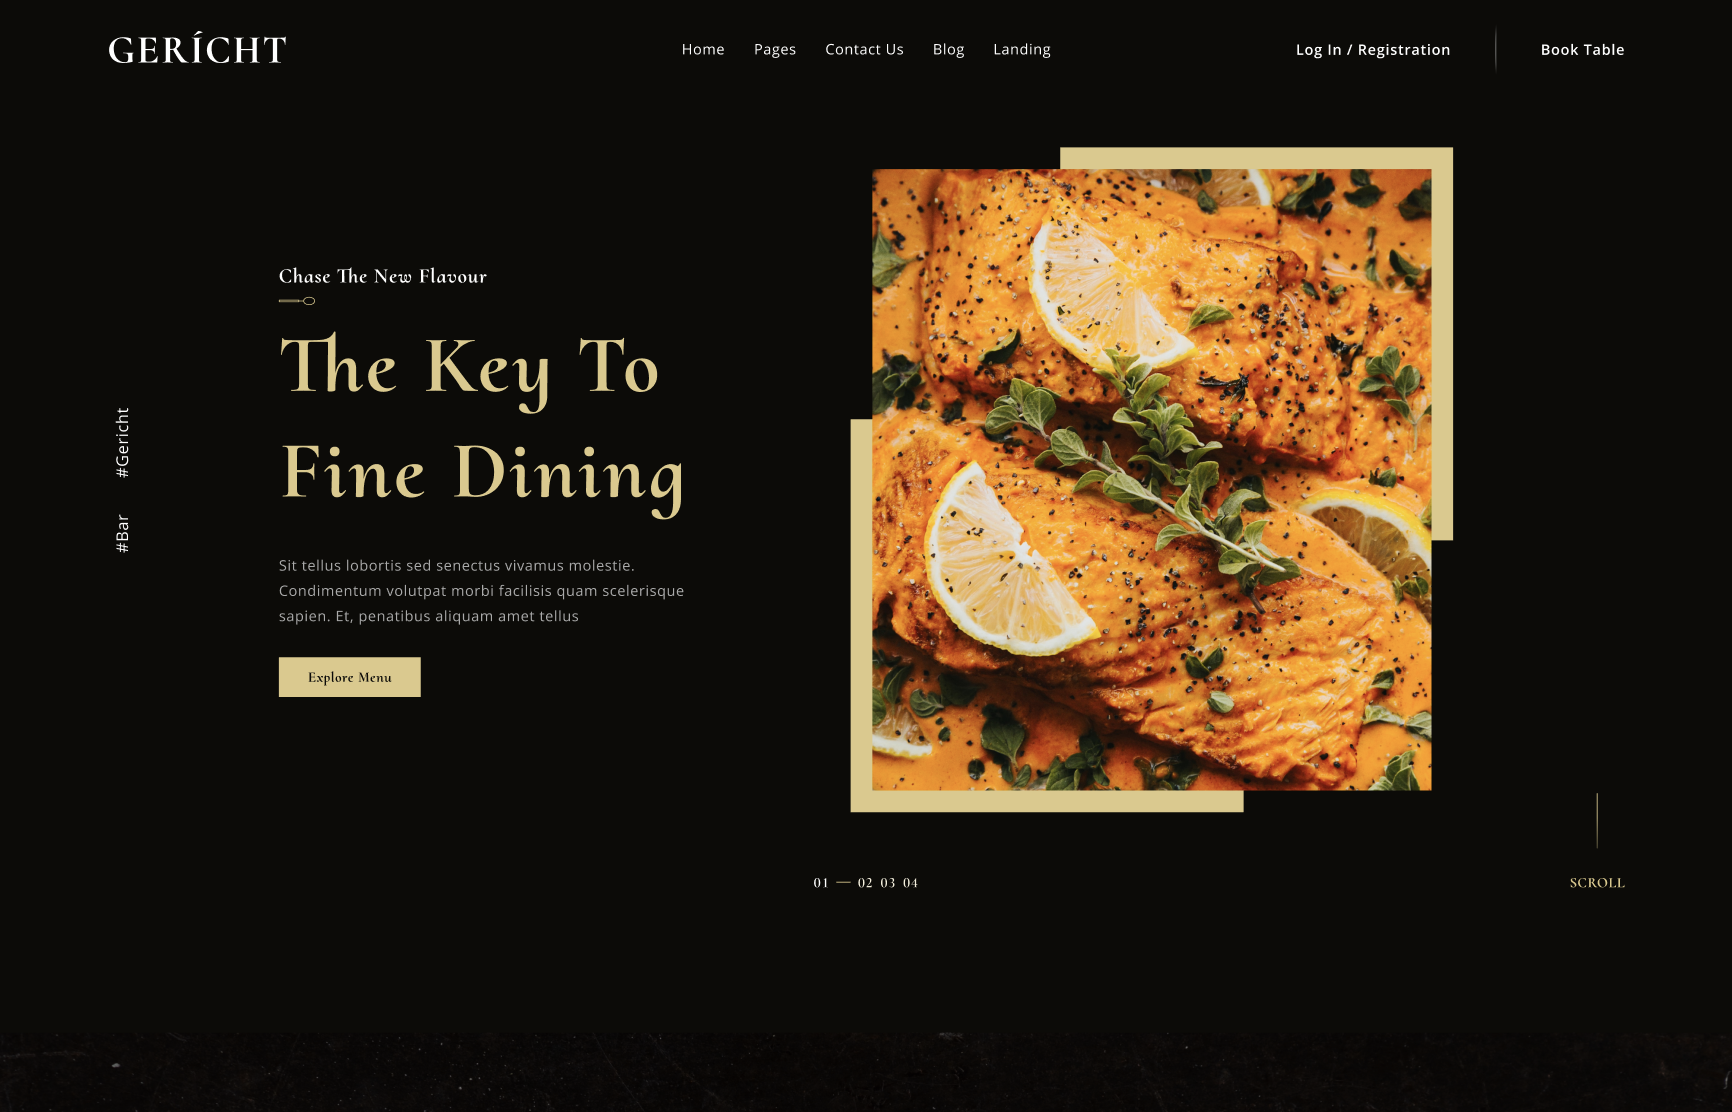 GERÍCHT
Home Pages Contact Us Blog Landing
Log In / Registration
Book Table
Chase The New Flavour
The Key To
Fine Dining
#Gericht
#Bar
Sit tellus lobortis sed senectus vivamus molestie.
Condimentum volutpat morbi facilisis quam scelerisque
sapien. Et, penatibus aliquam amet tellus
Explore Menu
01 — 02 03 04
SCROLL